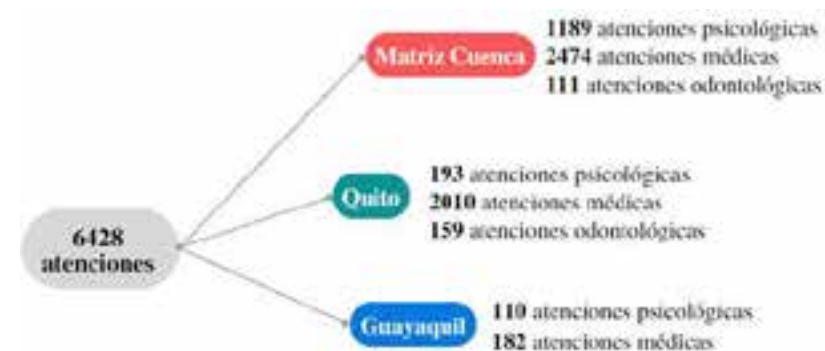 1189 atenciones psicológicas
Matriz Cuenca
2474 atenciones médicas
111 atenciones odontológicas
193 atenciones psicológicas
Quito
2010 atenciones médicas
159 atenciones odontológicas
6428
atenciones
110 atenciones psicológicas
Guayaquil
182 atenciones médicas